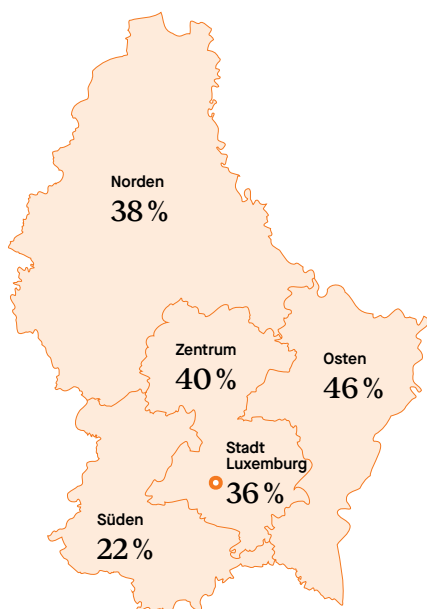 Norden
38 %
Zentrum
40 %
Osten
46 %
Stadt
Luxemburg
36 %
Süden
22 %